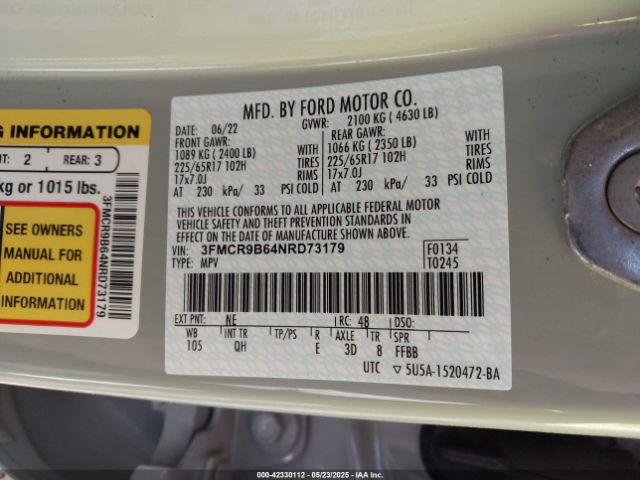 MFD. BY FORD MOTOR CO.
DATE: 06/22 GVWR: 2100 KG ( 4630 LB)
FRONT GAWR: REAR GAWR:
1089 KG ( 2400 LB) WITH 1066 KG ( 2350 LB) WITH
225/65R17 102H TIRES 225/65R17 102H TIRES
17x7.0J RIMS 17x7.0J RIMS
AT 230 kPa/ 33 PSI COLD AT 230 kPa/ 33 PSI COLD
THIS VEHICLE CONFORMS TO ALL APPLICABLE FEDERAL MOTOR
VEHICLE SAFETY AND THEFT PREVENTION STANDARDS IN
EFFECT ON THE DATE OF MANUFACTURE SHOWN ABOVE.
VIN: 3FMCR9B64NRD73179 F0134
TYPE: MPV T0245
EXT PNT: NE RC: 48 DSO:
WB INT TR TP/PS R AXLE TR SPR
105 QH E 3D 8 FFBB
UTC ▽ 5U5A-1520472-BA
G INFORMATION
NT: 2 REAR: 3
kg or 1015 lbs.
SEE OWNERS
MANUAL FOR
ADDITIONAL
INFORMATION
3FMCR9B64NRD73179
000-42330112 - 05/23/2025 - IAAI.COM